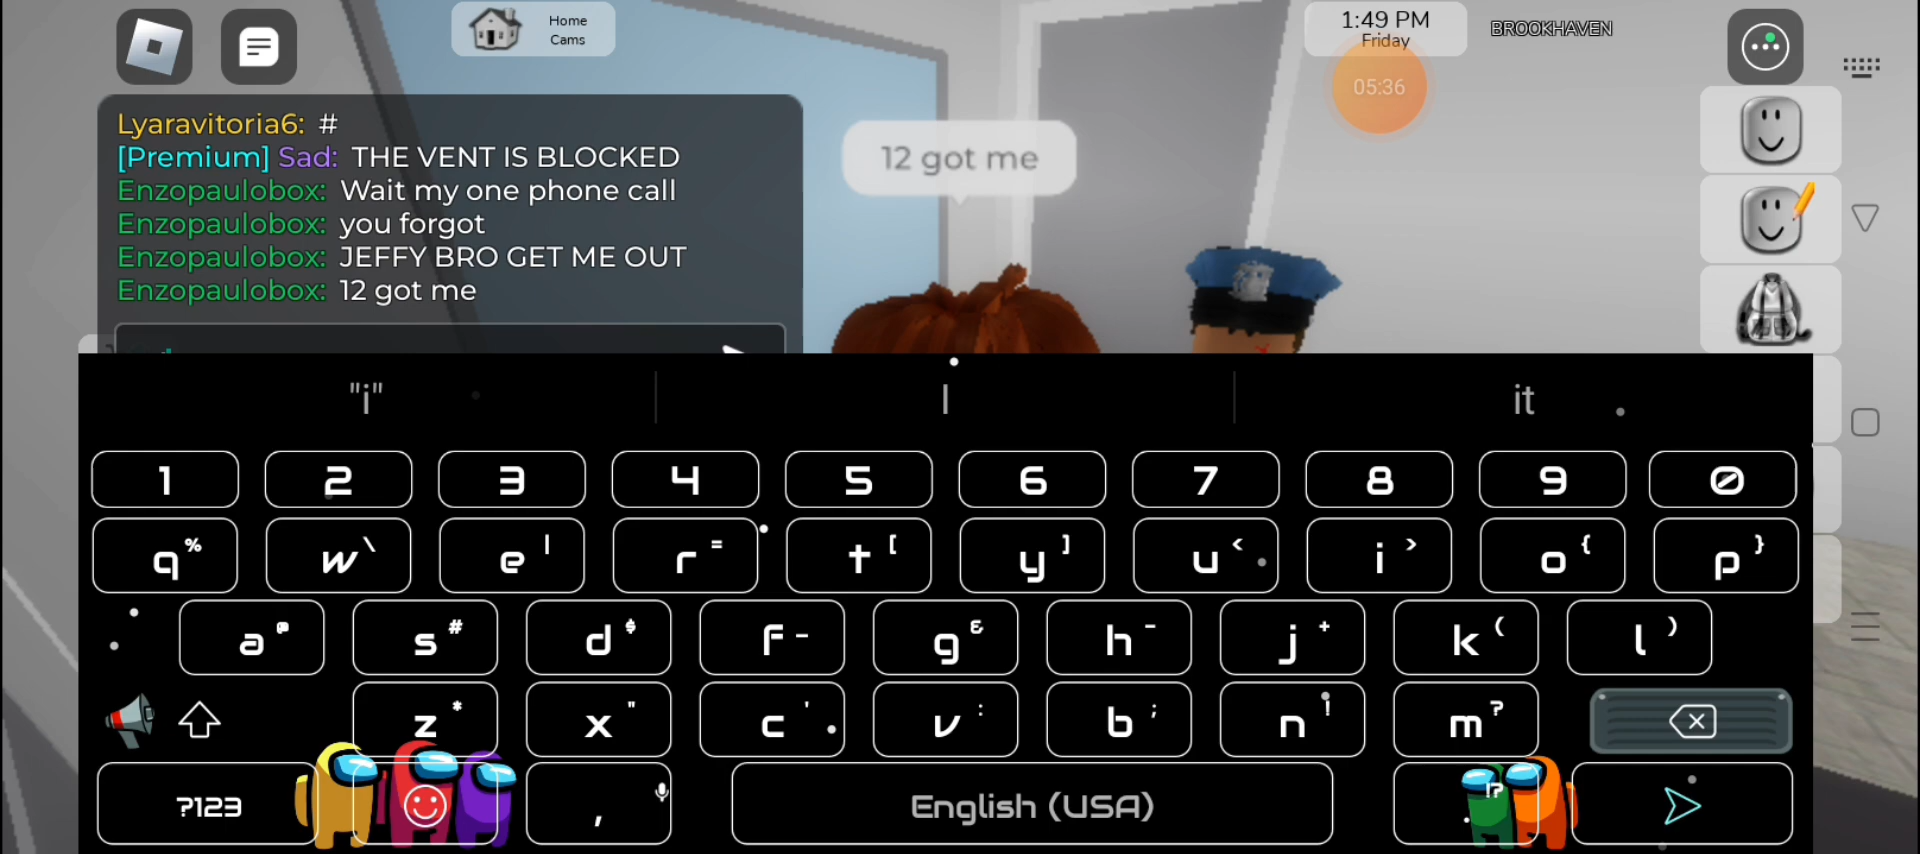 Home
Cams
1:49 PM
Friday
BROOKHAVEN
05:36
Lyaravitoria6: #
[Premium] Sad: THE VENT IS BLOCKED
Enzopaulobox: Wait my one phone call
Enzopaulobox: you forgot
Enzopaulobox: JEFFY BRO GET ME OUT
Enzopaulobox: 12 got me
12 got me
"i" I it
1 2 3 4 5 6 7 8 9 0
q % w \ e | r = t [ y ] u < i > o { p }
a @ s # d $ f - g & h - j + k ( l )
z * x " c ' v : b ; n ! m ?
?123 , English (USA) . !?